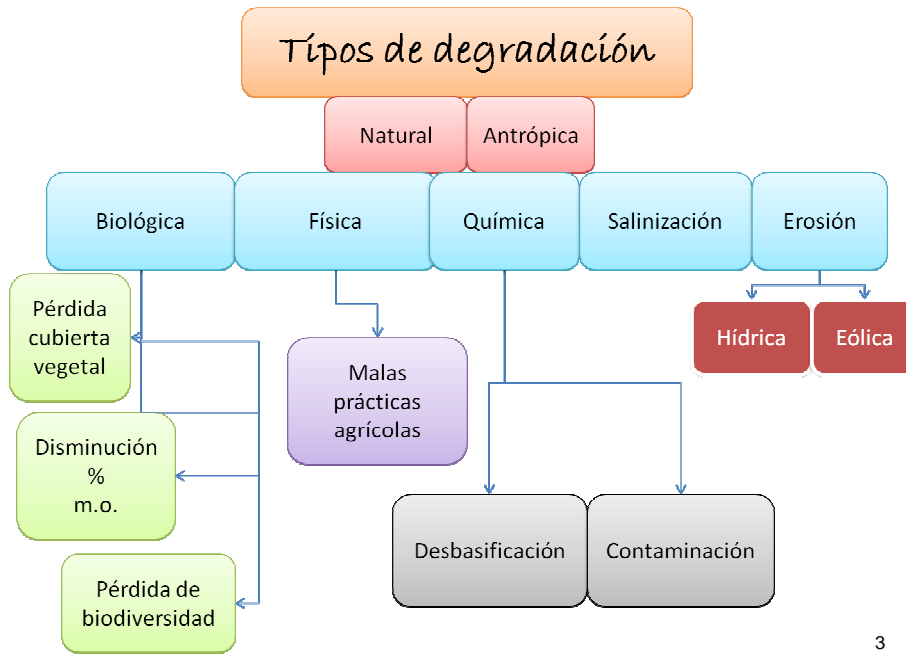 Tipos de degradación
Natural
Antrópica
Biológica
Física
Química
Salinización
Erosión
Pérdida
cubierta
vegetal
Hídrica
Eólica
Malas
prácticas
agrícolas
Disminución
%
m.o.
Desbasificación
Contaminación
Pérdida de
biodiversidad
3